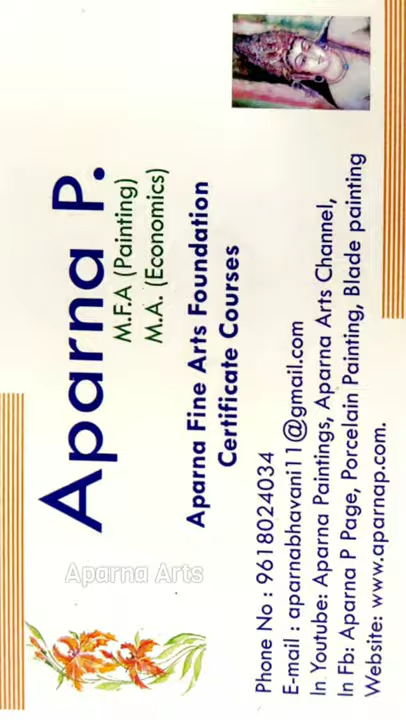 Aparna P.
M.F.A (Painting)
M.A. (Economics)
Aparna Fine Arts Foundation
Certificate Courses
Aparna Arts
Phone No : 9618024034
E-mail : aparnabhavani11@gmail.com
In Youtube: Aparna Paintings, Aparna Arts Channel,
In Fb: Aparna P Page, Porcelain Painting, Blade painting
Website: www.aparnap.com.